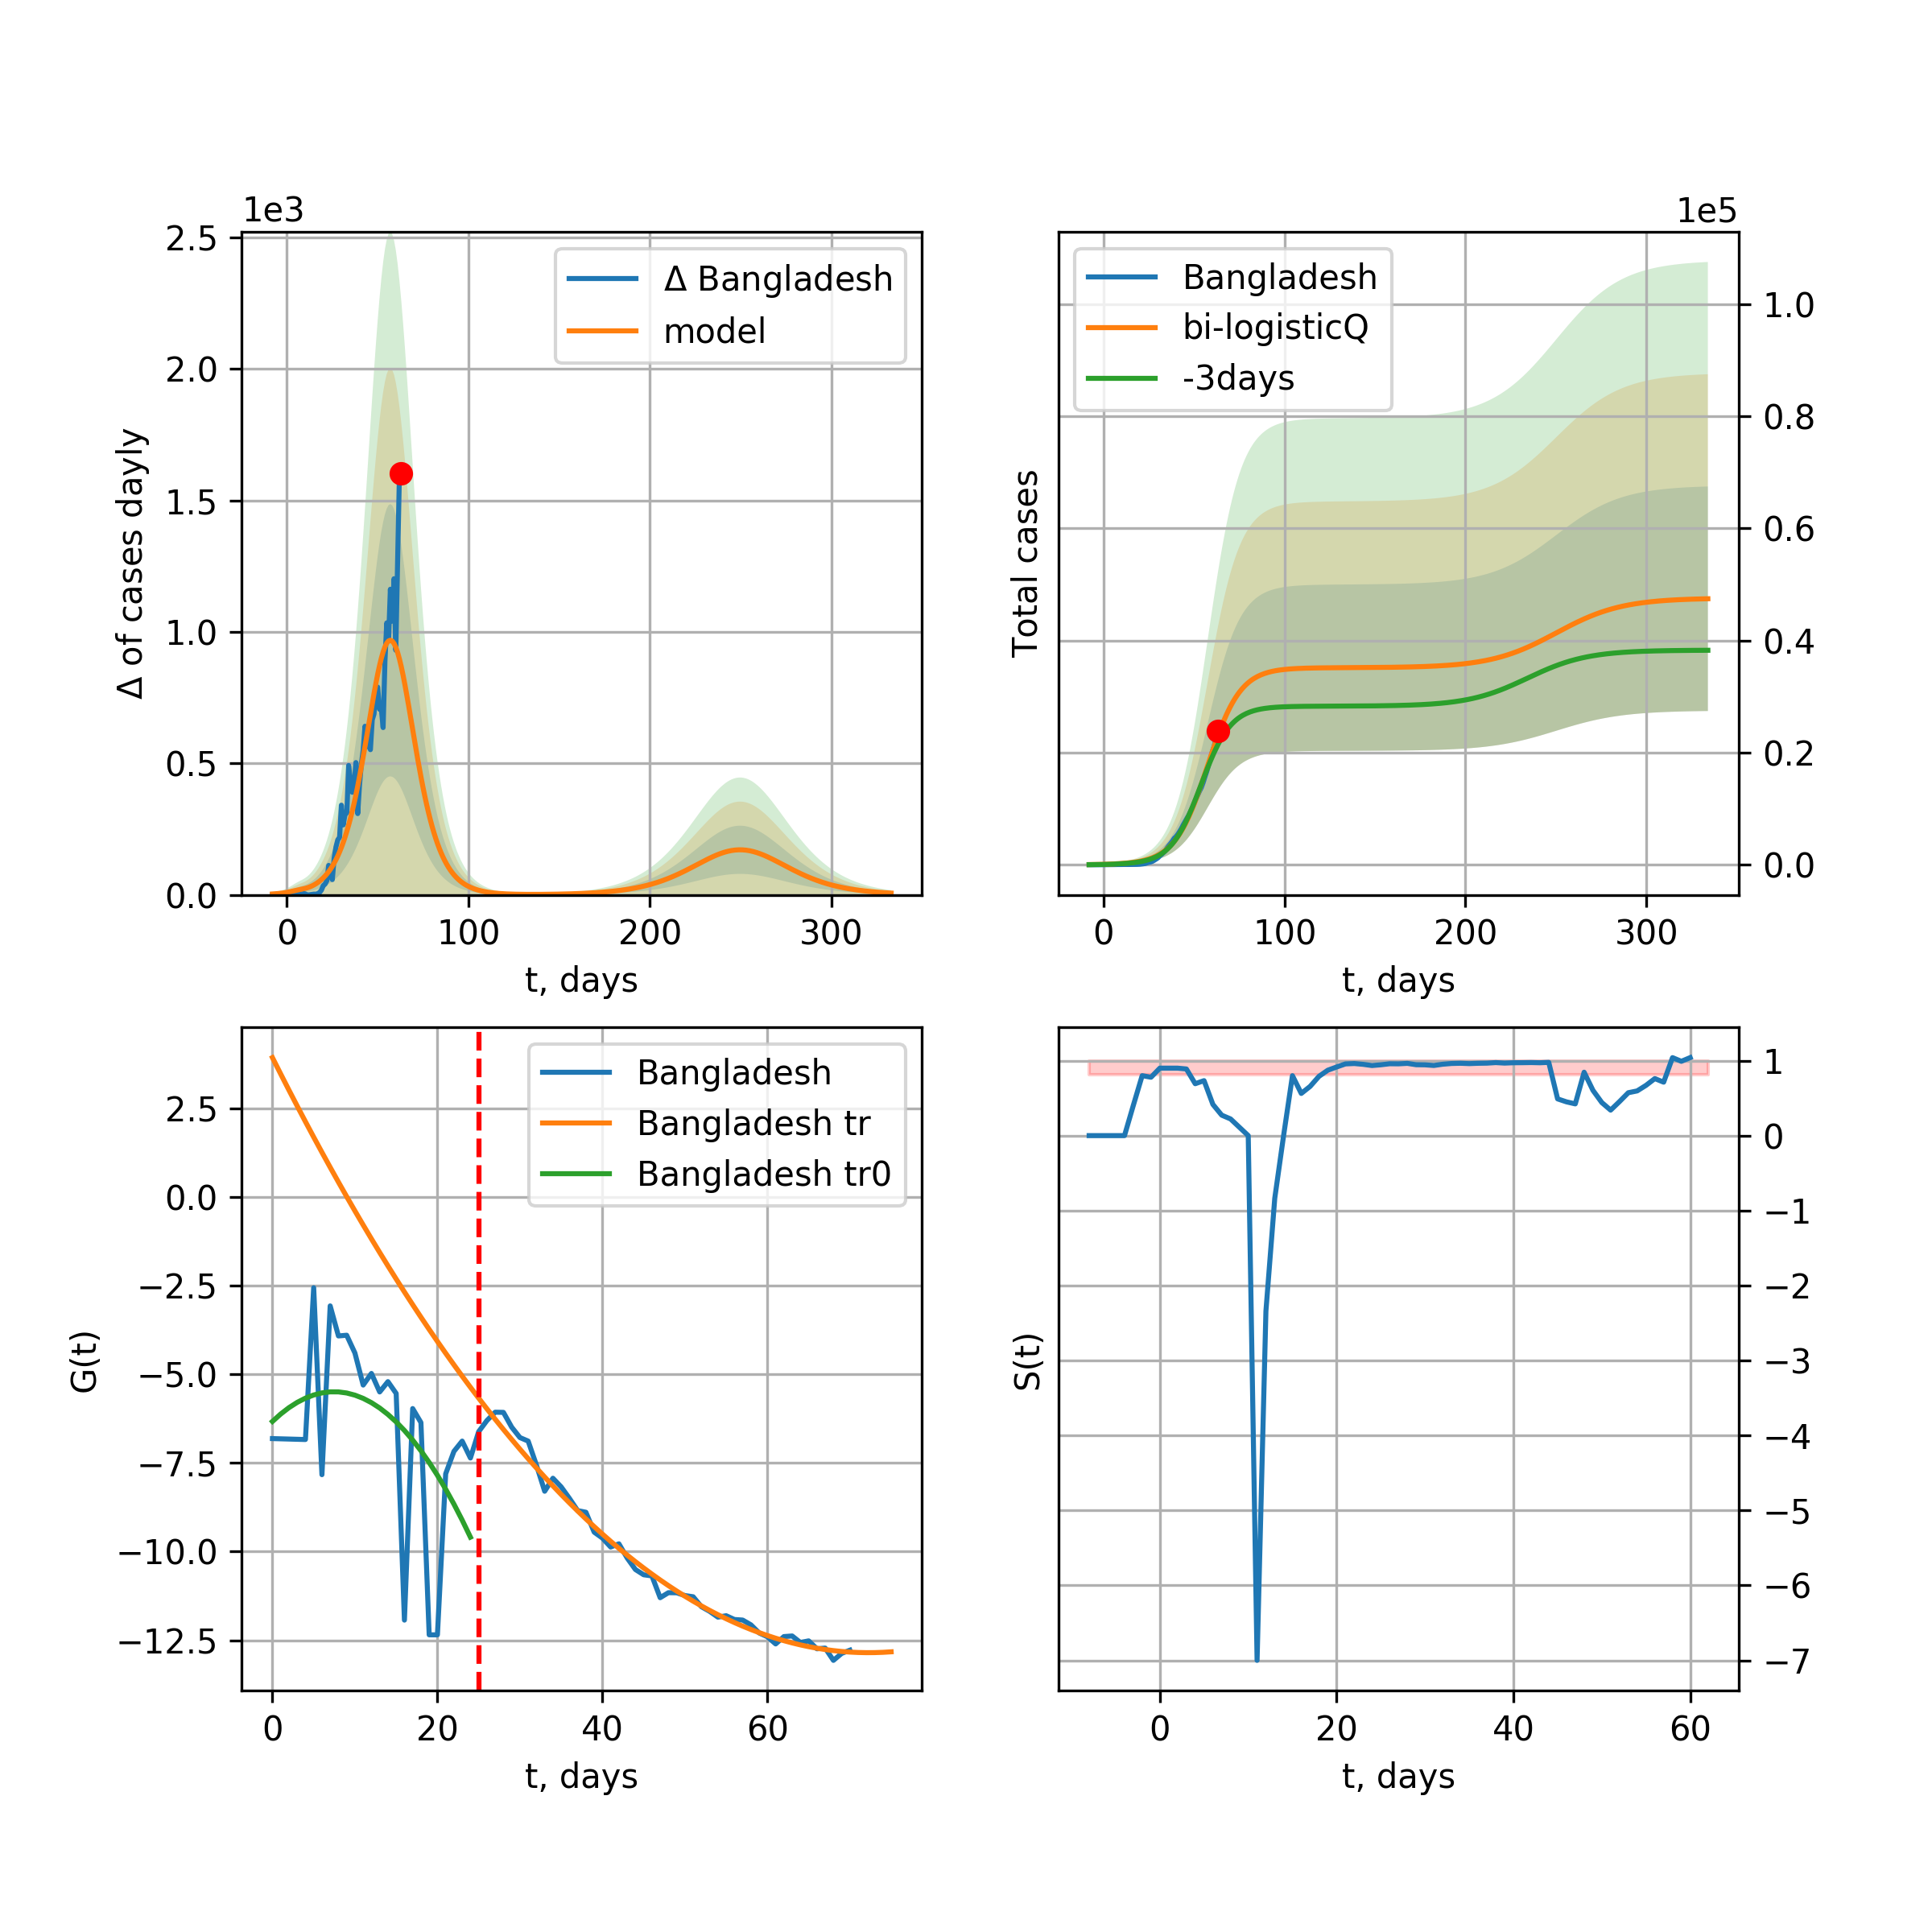 1e3
2.5
2.0
1.5
1.0
0.5
0.0
Δ of cases dayly
Δ Bangladesh
model
0 100 200 300
t, days
1e5
Bangladesh
bi-logisticQ
-3days
Total cases
1.0
0.8
0.6
0.4
0.2
0.0
0 100 200 300
t, days
2.5
0.0
−2.5
−5.0
−7.5
−10.0
−12.5
G(t)
Bangladesh
Bangladesh tr
Bangladesh tr0
0 20 40 60
t, days
S(t)
1
0
−1
−2
−3
−4
−5
−6
−7
0 20 40 60
t, days